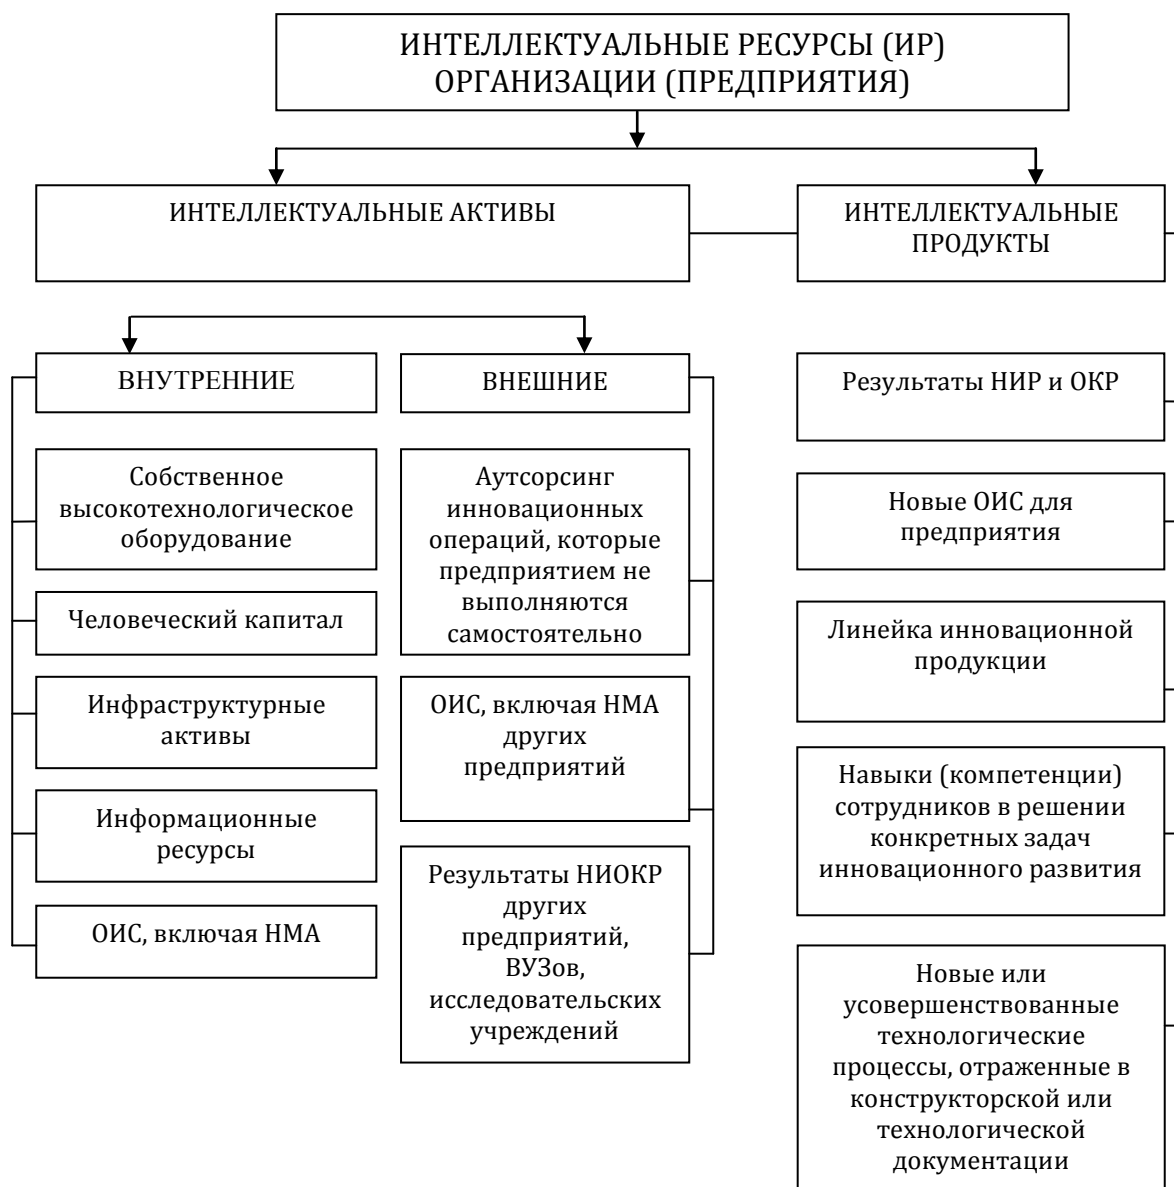 ИНТЕЛЛЕКТУАЛЬНЫЕ РЕСУРСЫ (ИР)
ОРГАНИЗАЦИИ (ПРЕДПРИЯТИЯ)
ИНТЕЛЛЕКТУАЛЬНЫЕ АКТИВЫ
ИНТЕЛЛЕКТУАЛЬНЫЕ
ПРОДУКТЫ
ВНУТРЕННИЕ
Собственное
высокотехнологическое
оборудование
Человеческий капитал
Инфраструктурные
активы
Информационные
ресурсы
ОИС, включая НМА
ВНЕШНИЕ
Аутсорсинг
инновационных
операций, которые
предприятием не
выполняются
самостоятельно
ОИС, включая НМА
других
предприятий
Результаты НИОКР
других
предприятий,
ВУЗов,
исследовательских
учреждений
Результаты НИР и ОКР
Новые ОИС для
предприятия
Линейка инновационной
продукции
Навыки (компетенции)
сотрудников в решении
конкретных задач
инновационного развития
Новые или
усовершенствованные
технологические
процессы, отраженные в
конструкторской или
технологической
документации